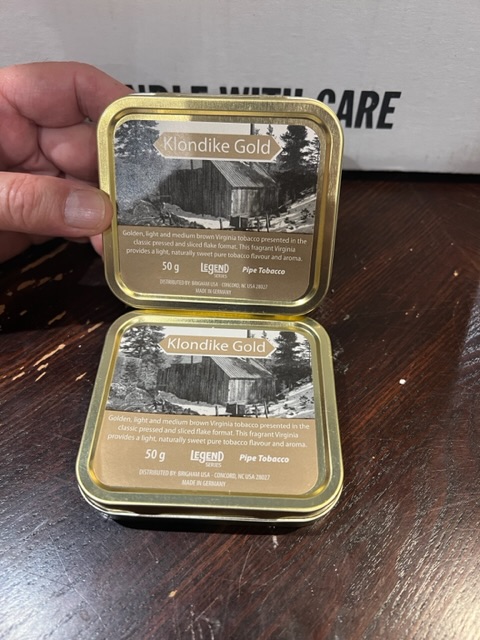 HANDLE WITH CARE
Klondike Gold
Golden, light and medium brown Virginia tobacco presented in the
classic pressed and sliced flake format. This fragrant Virginia
provides a light, naturally sweet pure tobacco flavour and aroma.
50 g LEGEND SERIES Pipe Tobacco
DISTRIBUTED BY: BINGHAM USA - CONCORD, NC USA 28027
MADE IN GERMANY
Klondike Gold
Golden, light and medium brown Virginia tobacco presented in the
classic pressed and sliced flake format. This fragrant Virginia
provides a light, naturally sweet pure tobacco flavour and aroma.
50 g LEGEND SERIES Pipe Tobacco
DISTRIBUTED BY: BINGHAM USA - CONCORD, NC USA 28027
MADE IN GERMANY